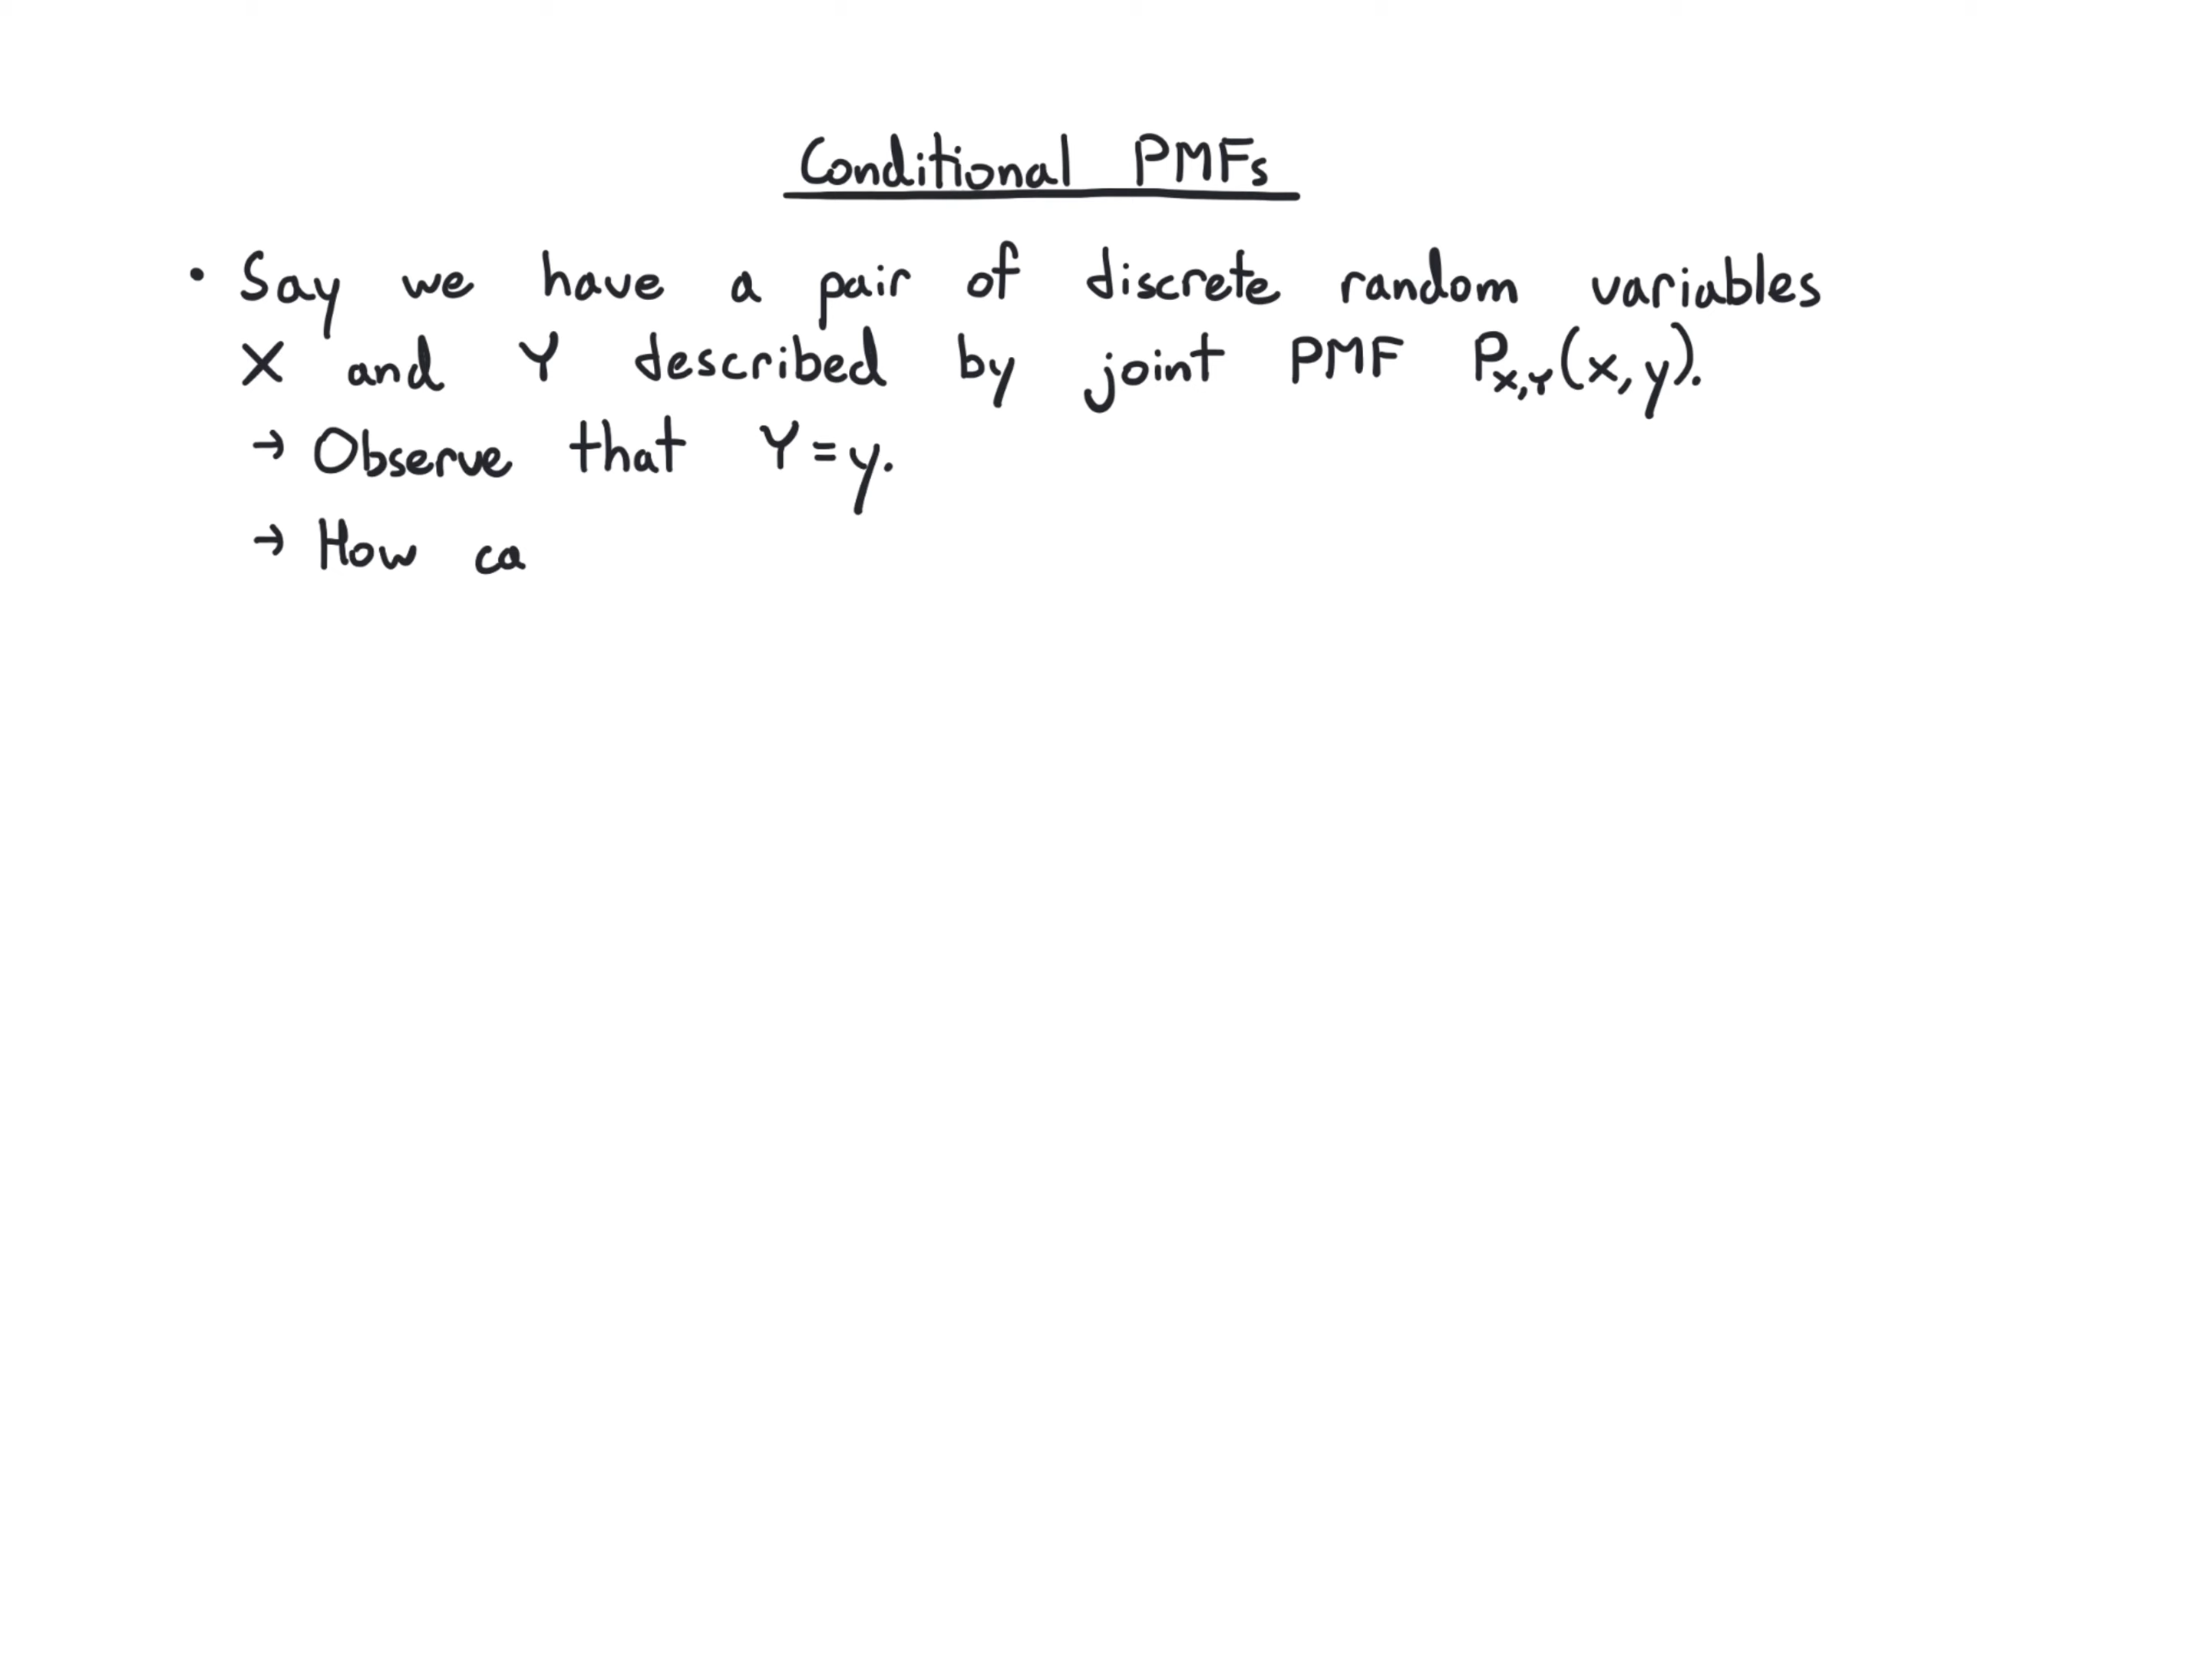 Conditional PMFs
• Say we have a pair of discrete random variables
X and Y described by joint PMF P_{X,Y}(x,y).
→ Observe that Y=y.
→ How ca